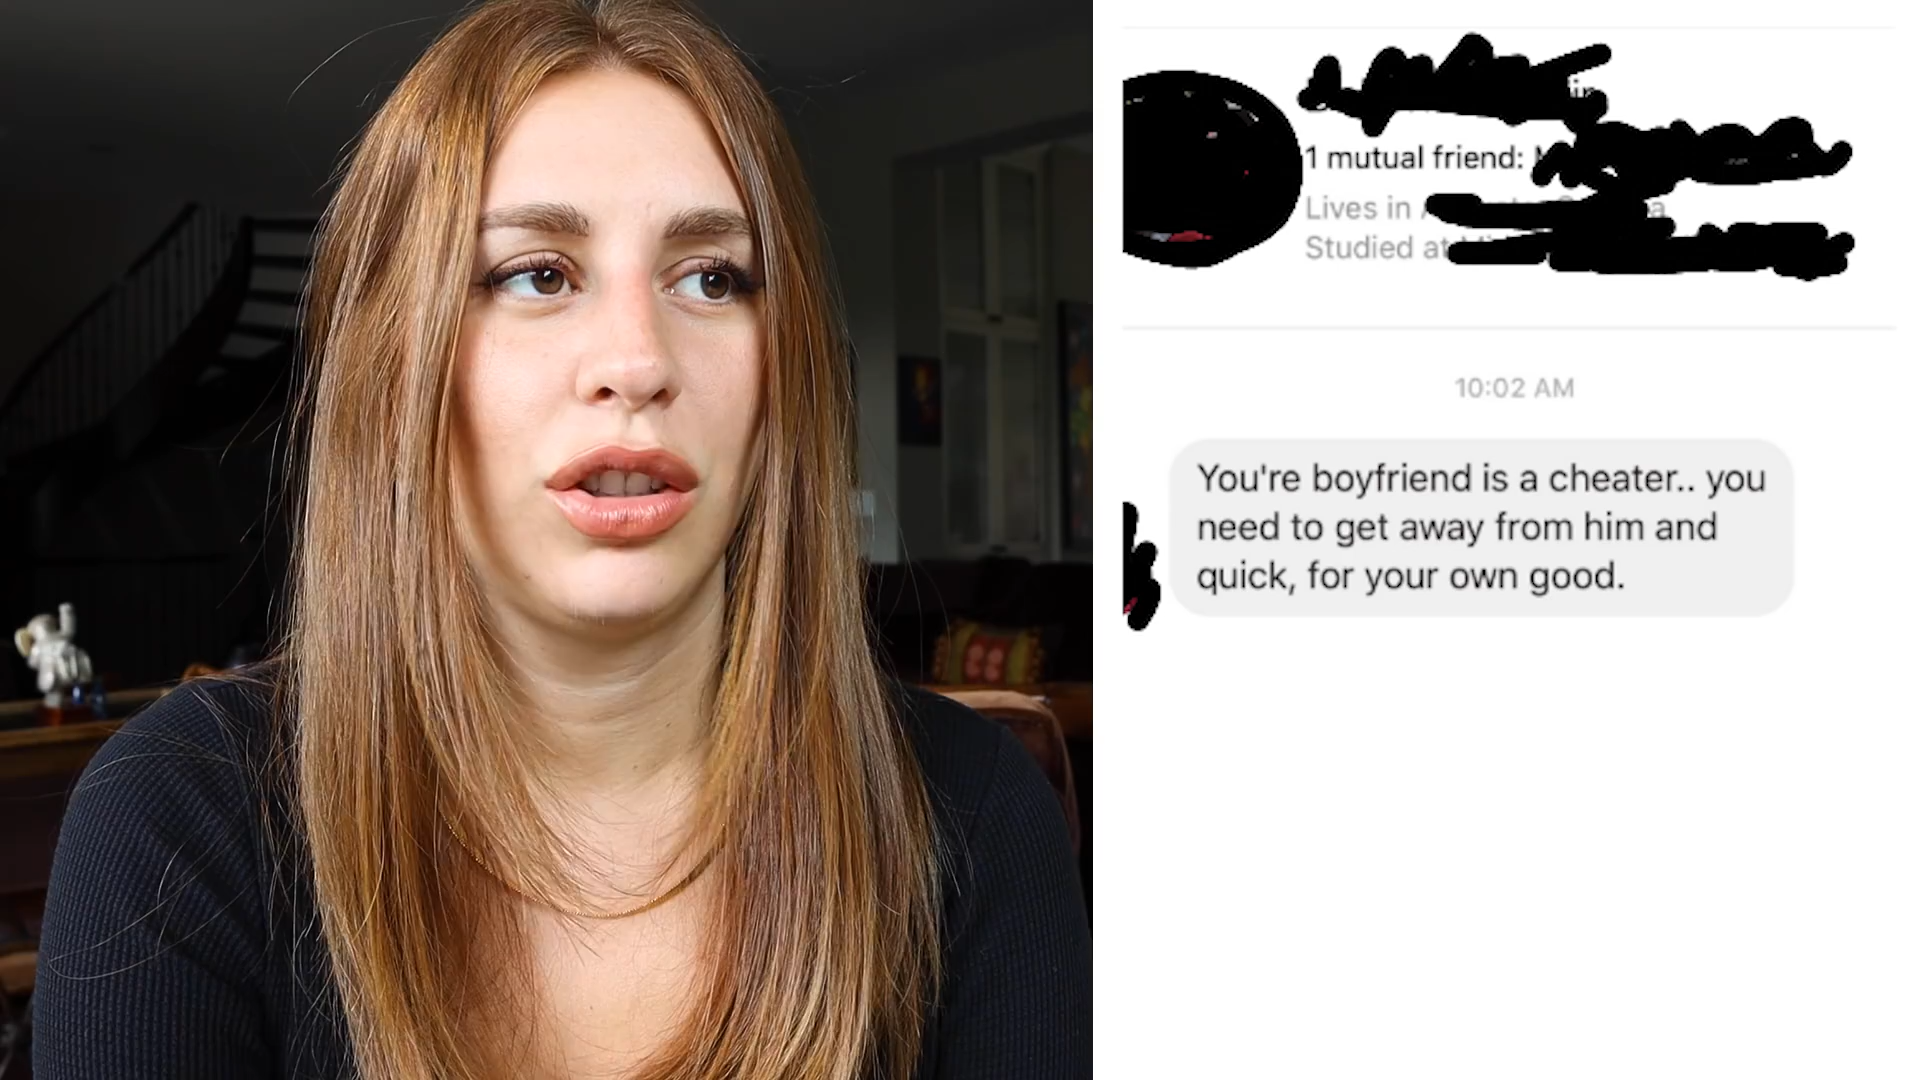 1 mutual friend:
Lives in
Studied at
10:02 AM
You're boyfriend is a cheater.. you
need to get away from him and
quick, for your own good.